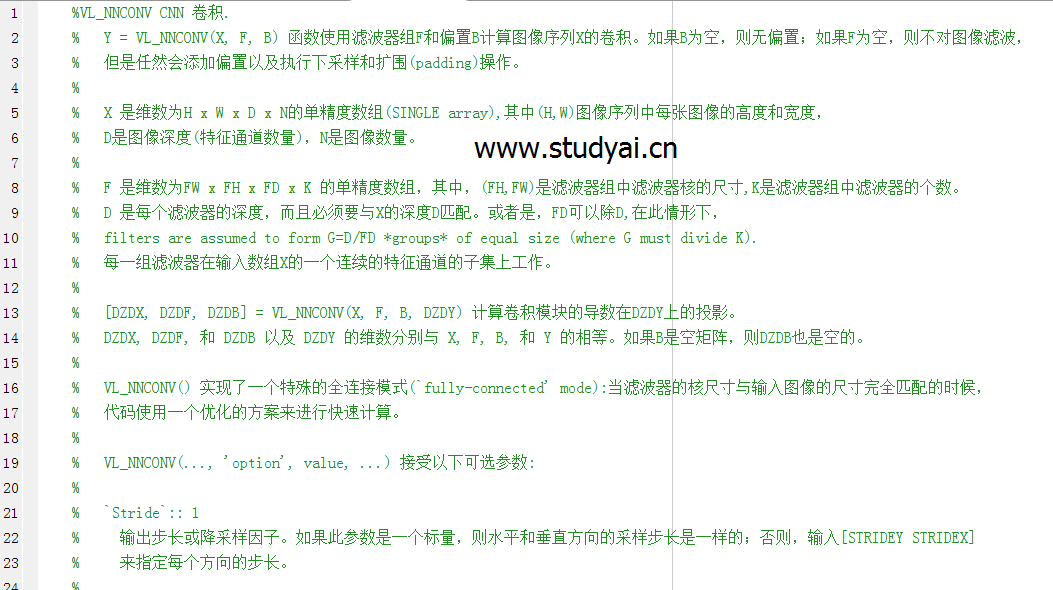 1 %VL_NNCONV CNN 卷积.
2 % Y = VL_NNCONV(X, F, B) 函数使用滤波器组F和偏置B计算图像序列X的卷积。如果B为空，则无偏置；如果F为空，则不对图像滤波，
3 % 但是任然会添加偏置以及执行下采样和扩围(padding)操作。
4 %
5 % X 是维数为H x W x D x N的单精度数组(SINGLE array),其中(H,W)图像序列中每张图像的高度和宽度，
6 % D是图像深度(特征通道数量)，N是图像数量。
www.studyai.cn
7 %
8 % F 是维数为FW x FH x FD x K 的单精度数组，其中，(FH,FW)是滤波器组中滤波器核的尺寸,K是滤波器组中滤波器的个数。
9 % D 是每个滤波器的深度，而且必须要与X的深度D匹配。或者是，FD可以除D,在此情形下，
10 % filters are assumed to form G=D/FD *groups* of equal size (where G must divide K).
11 % 每一组滤波器在输入数组X的一个连续的特征通道的子集上工作。
12 %
13 % [DZDX, DZDF, DZDB] = VL_NNCONV(X, F, B, DZDY) 计算卷积模块的导数在DZDY上的投影。
14 % DZDX, DZDF, 和 DZDB 以及 DZDY 的维数分别与 X, F, B, 和 Y 的相等。如果B是空矩阵，则DZDB也是空的。
15 %
16 % VL_NNCONV() 实现了一个特殊的全连接模式(`fully-connected' mode):当滤波器的核尺寸与输入图像的尺寸完全匹配的时候，
17 % 代码使用一个优化的方案来进行快速计算。
18 %
19 % VL_NNCONV(..., 'option', value, ...) 接受以下可选参数:
20 %
21 % `Stride`:: 1
22 % 输出步长或降采样因子。如果此参数是一个标量，则水平和垂直方向的采样步长是一样的；否则，输入[STRIDEY STRIDEX]
23 % 来指定每个方向的步长。
24 %